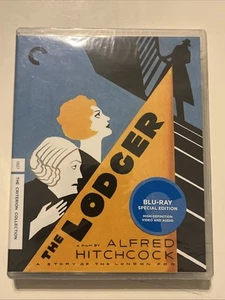 THE LODGER
A FILM BY
ALFRED
HITCHCOCK
A STORY OF THE LONDON FOG
BLU-RAY
SPECIAL EDITION
HIGH-DEFINITION
VIDEO AND AUDIO
THE CRITERION COLLECTION